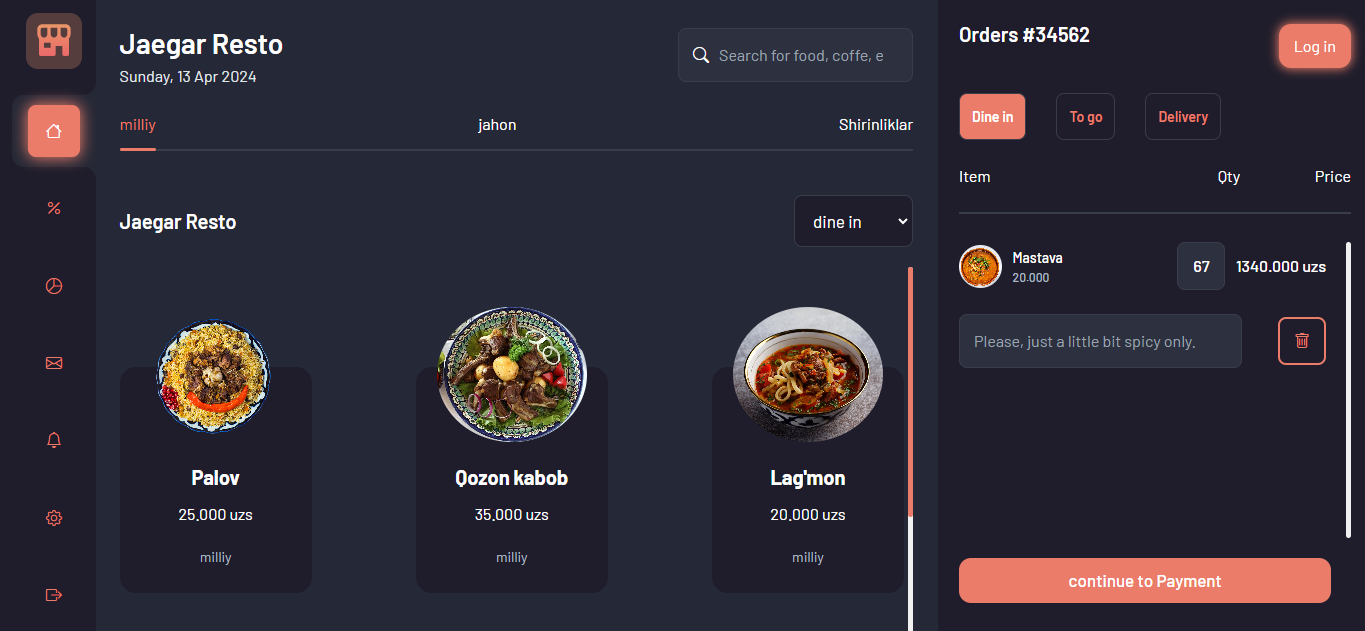 Jaegar Resto
Sunday, 13 Apr 2024
Search for food, coffe, e
milliy jahon Shirinliklar
Jaegar Resto
dine in
Palov
25.000 uzs
milliy
Qozon kabob
35.000 uzs
milliy
Lag'mon
20.000 uzs
milliy
Orders #34562
Log in
Dine in To go Delivery
Item Qty Price
Mastava
20.000
67 1340.000 uzs
Please, just a little bit spicy only.
continue to Payment